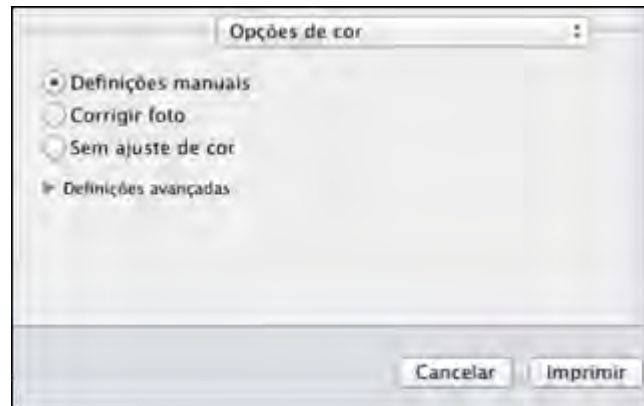 Opções de cor
Definições manuais
Corrigir foto
Sem ajuste de cor
Definições avançadas
Cancelar Imprimir